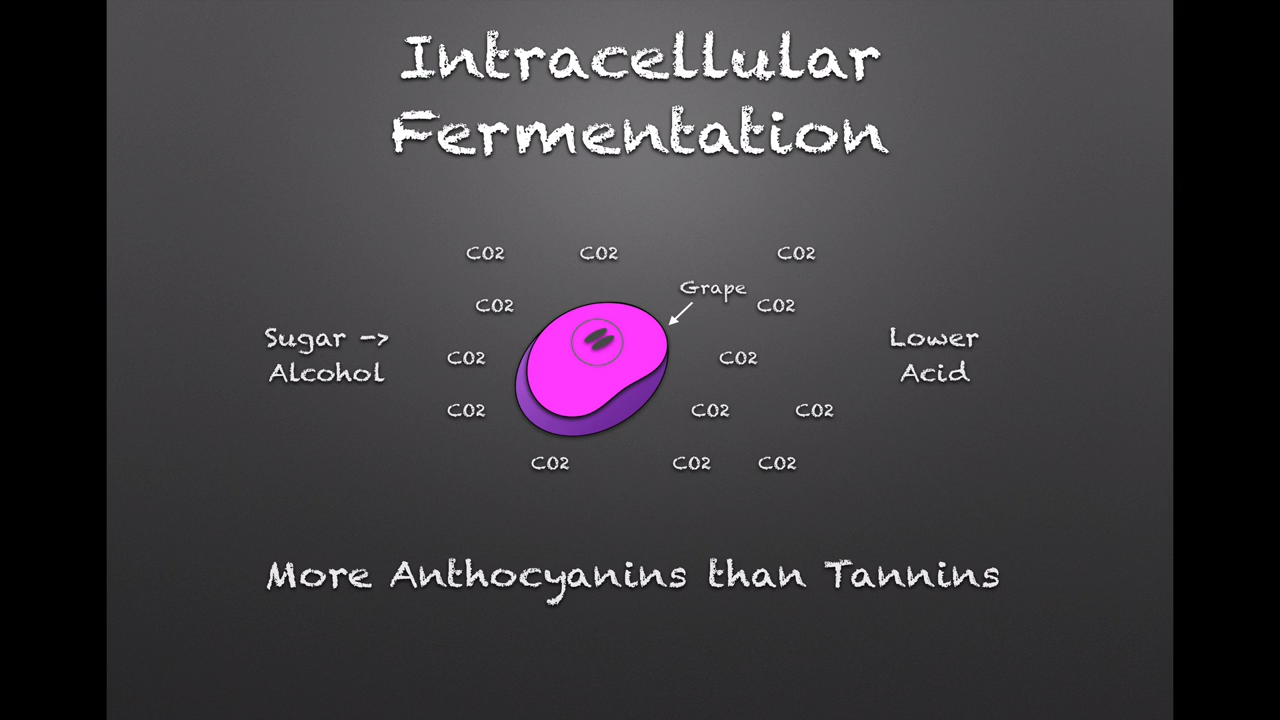 Intracellular
Fermentation
CO2 CO2 CO2
Grape
CO2 CO2
Sugar ->
Alcohol
Lower
Acid
CO2 CO2
CO2 CO2 CO2
CO2 CO2 CO2
More Anthocyanins than Tannins